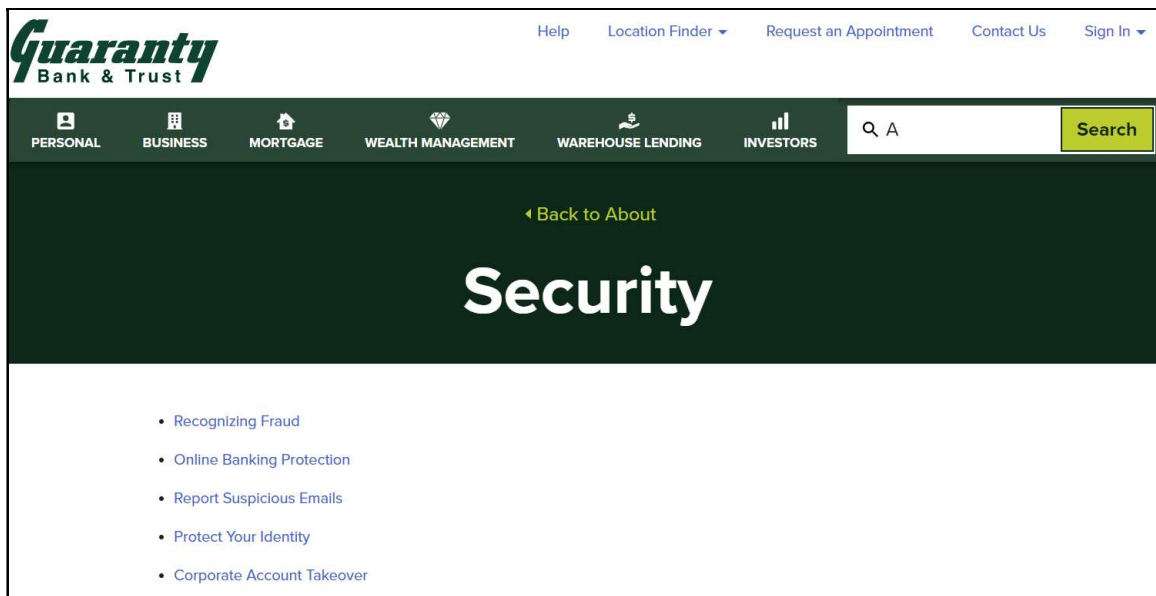 Guaranty
Bank & Trust
Help Location Finder Request an Appointment Contact Us Sign In
PERSONAL BUSINESS MORTGAGE WEALTH MANAGEMENT WAREHOUSE LENDING INVESTORS A Search
Back to About
Security
• Recognizing Fraud
• Online Banking Protection
• Report Suspicious Emails
• Protect Your Identity
• Corporate Account Takeover